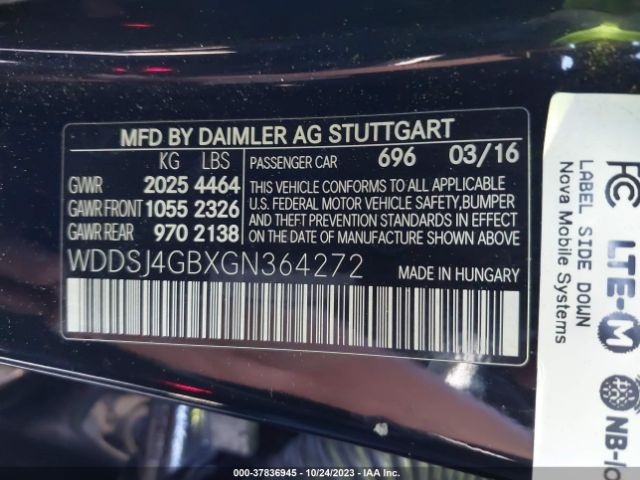 MFD BY DAIMLER AG STUTTGART
KG LBS PASSENGER CAR 696 03/16
GVWR 2025 4464
GAWR FRONT 1055 2326
GAWR REAR 970 2138
THIS VEHICLE CONFORMS TO ALL APPLICABLE
U.S. FEDERAL MOTOR VEHICLE SAFETY, BUMPER
AND THEFT PREVENTION STANDARDS IN EFFECT
ON THE DATE OF MANUFACTURE SHOWN ABOVE
WDDSJ4GBXGN364272 MADE IN HUNGARY
LABEL SIDE DOWN
Nova Mobile Systems
FC
LTE-M
000-37836945 - 10/24/2023 - IAA Inc.